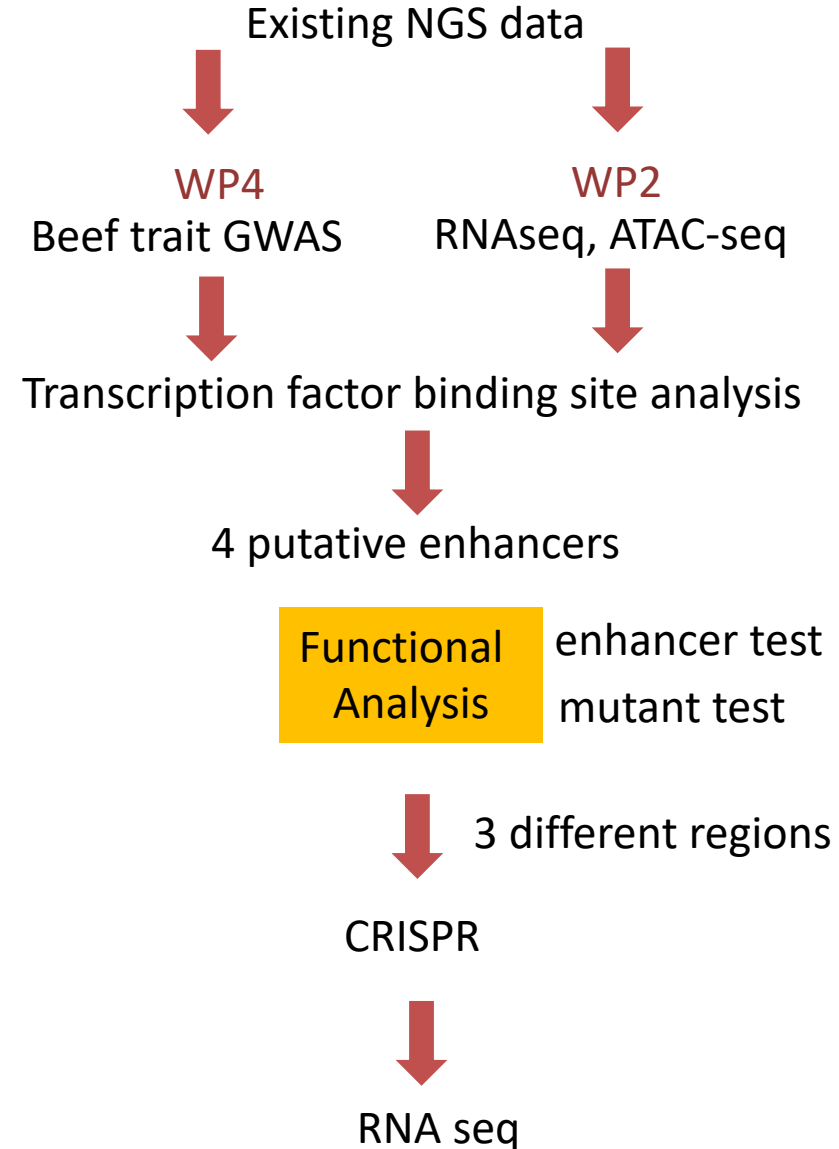 Existing NGS data
WP4
Beef trait GWAS
WP2
RNAseq, ATAC-seq
Transcription factor binding site analysis
4 putative enhancers
Functional
Analysis
enhancer test
mutant test
3 different regions
CRISPR
RNA seq